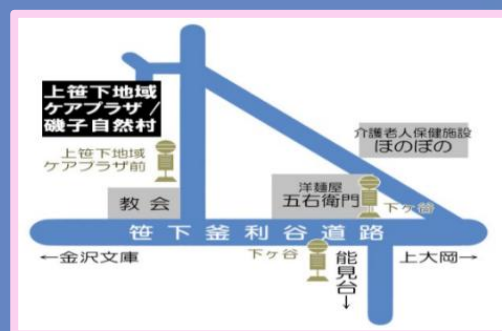 上笹下地域
ケアプラザ/
磯子自然村
上笹下地域
ケアプラザ前
介護老人保健施設
ほのぼの
教会
洋麺屋
五右衛門
下ヶ谷
笹下釜利谷道路
←金沢文庫
下ヶ谷
能見台→
上大岡→